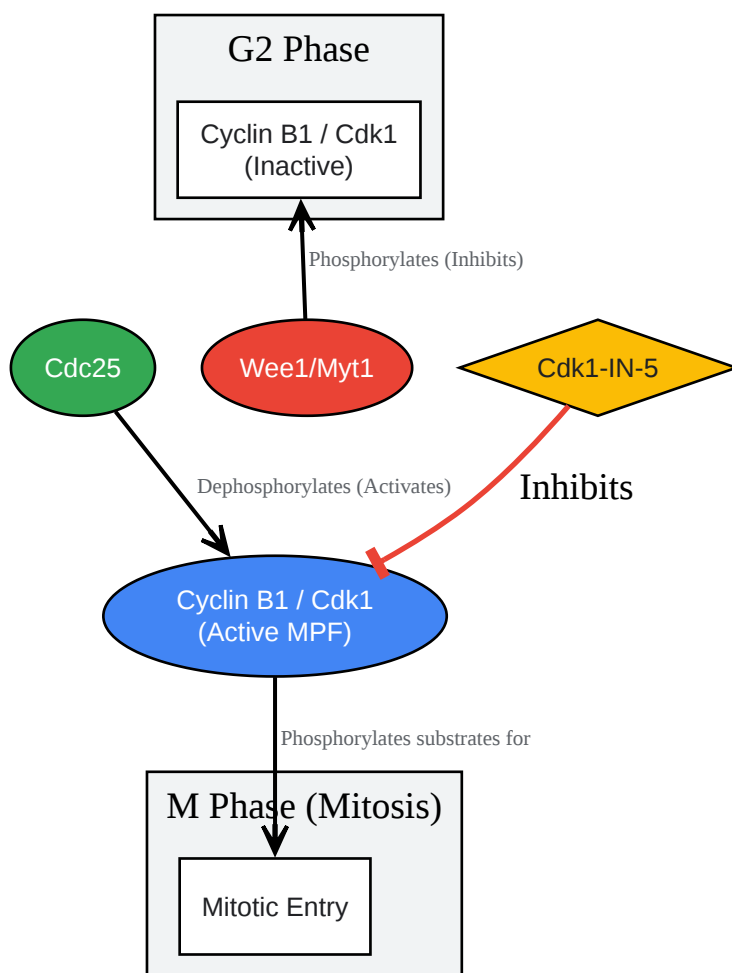 G2 Phase
Cyclin B1 / Cdk1
(Inactive)
Phosphorylates (Inhibits)
Cdc25
Wee1/Myt1
Cdk1-IN-5
Dephosphorylates (Activates)
Inhibits
Cyclin B1 / Cdk1
(Active MPF)
Phosphorylates substrates for
M Phase (Mitosis)
Mitotic Entry